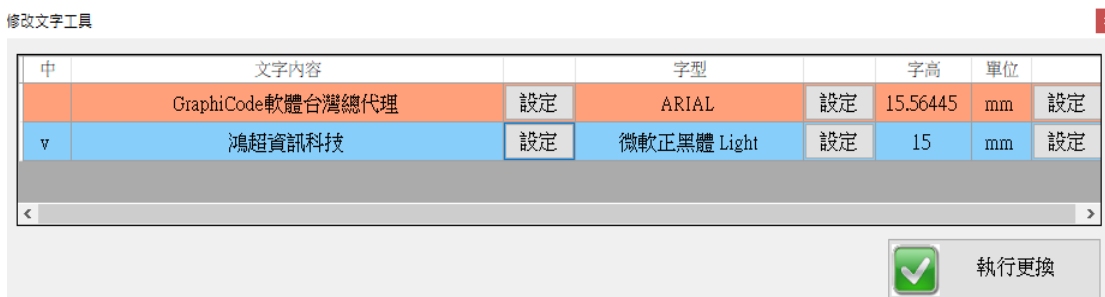 修改文字工具
中 文字內容 字型 字高 單位
GraphiCode軟體台灣總代理 設定 ARIAL 設定 15.56445 mm 設定
v 鴻超資訊科技 設定 微軟正黑體 Light 設定 15 mm 設定
執行更換